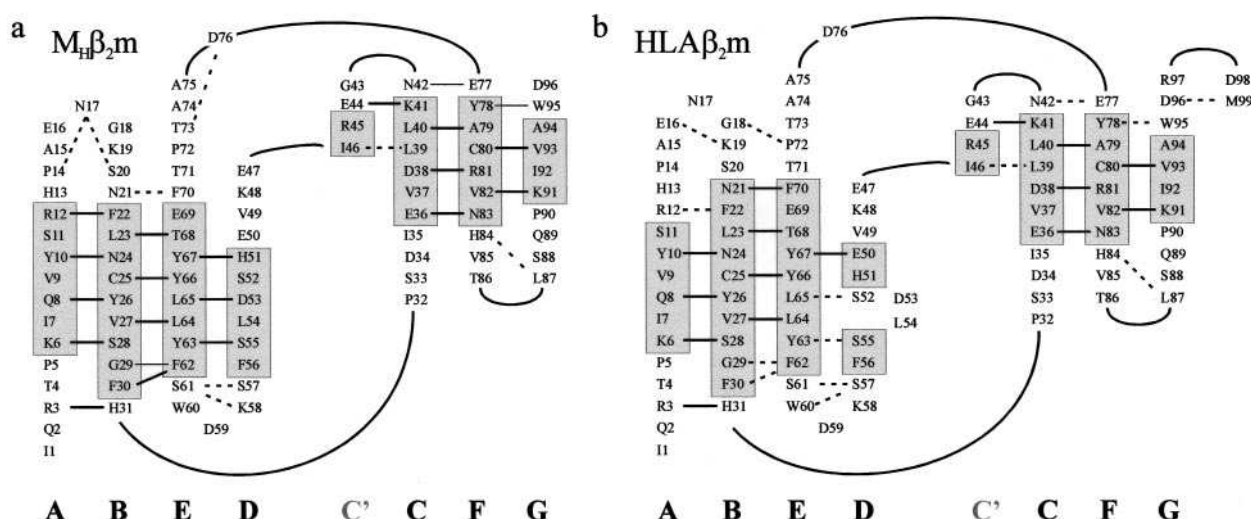 a
M_Hβ₂m
D76
A75 G43 N42 E77 D96
N17 A74 E44 K41 Y78 W95
E16 G18 T73 R45 L40 A79 A94
A15 K19 P72 I46 L39 C80 V93
P14 S20 T71 E47 D38 R81 I92
H13 N21 F70 K48 V37 V82 K91
R12 F22 E69 V49 E36 N83 P90
S11 L23 T68 E50 I35 H84 Q89
Y10 N24 Y67 H51 D34 V85 S88
V9 C25 Y66 S52 S33 T86 L87
Q8 Y26 L65 D53 P32
I7 V27 L64 L54
K6 S28 Y63 S55
P5 G29 F62 F56
T4 F30 S61 S57
R3 H31 W60 K58
Q2 D59
I1
A B E D C' C F G
b
HLAβ₂m
D76
A75 R97 D98
N17 A74 G43 N42 E77 D96 M99
E16 G18 T73 E44 K41 Y78 W95
A15 K19 P72 R45 L40 A79 A94
P14 S20 T71 I46 L39 C80 V93
H13 N21 F70 E47 D38 R81 I92
R12 F22 E69 K48 V37 V82 K91
S11 L23 T68 V49 E36 N83 P90
Y10 N24 Y67 E50 I35 H84 Q89
V9 C25 Y66 H51 D34 V85 S88
Q8 Y26 L65 S52 D53 S33 T86 L87
I7 V27 L64 L54 P32
K6 S28 Y63 S55
P5 G29 F62 F56
T4 F30 S61 S57
R3 H31 W60 K58
Q2 D59
I1
A B E D C' C F G